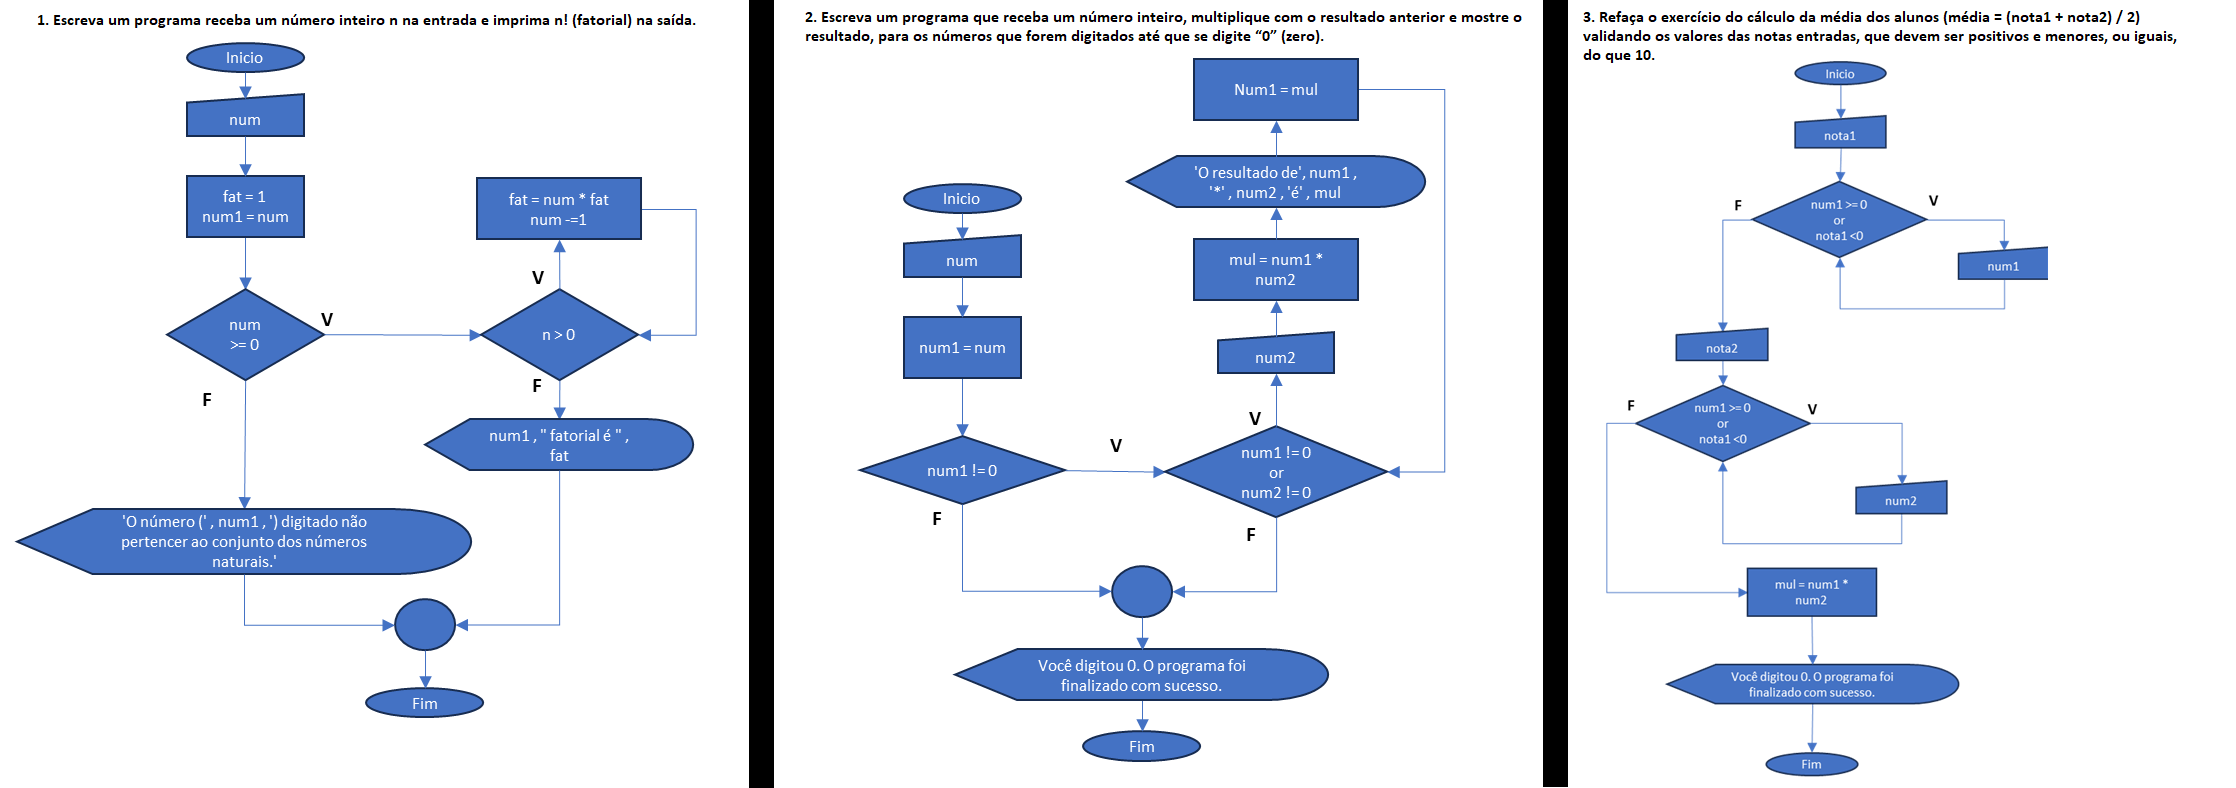 1. Escreva um programa receba um número inteiro n na entrada e imprima n! (fatorial) na saída.
Inicio
num
fat = 1
num1 = num
fat = num * fat
num -=1
V
num
>= 0
V
n > 0
F
F
num1 , " fatorial é " ,
fat
'O número (' , num1 , ') digitado não
pertencer ao conjunto dos números
naturais.'
Fim
2. Escreva um programa que receba um número inteiro, multiplique com o resultado anterior e mostre o
resultado, para os números que forem digitados até que se digite “0” (zero).
Num1 = mul
'O resultado de', num1 ,
'*' , num2 , 'é' , mul
Inicio
num
mul = num1 *
num2
num1 = num
num2
V
V
num1 != 0
num1 != 0
or
num2 != 0
F
F
Você digitou 0. O programa foi
finalizado com sucesso.
Fim
3. Refaça o exercício do cálculo da média dos alunos (média = (nota1 + nota2) / 2)
validando os valores das notas entradas, que devem ser positivos e menores, ou iguais,
do que 10.
Inicio
nota1
F
V
num1 >= 0
or
nota1 <0
num1
nota2
F
V
num1 >= 0
or
nota1 <0
num2
mul = num1 *
num2
Você digitou 0. O programa foi
finalizado com sucesso.
Fim